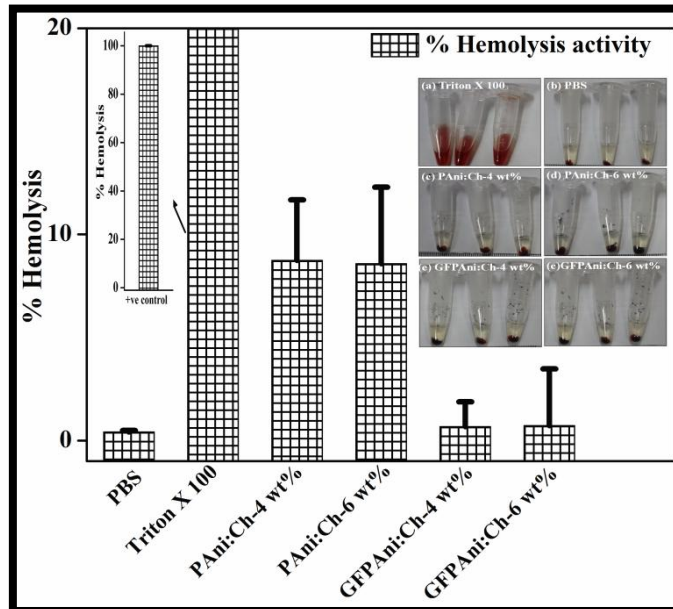 20
10
0
% Hemolysis
% Hemolysis activity
100
80
60
40
20
0
% Hemolysis
+ve control
(a) Triton X 100
(b) PBS
(c) PAni:Ch-4 wt%
(d) PAni:Ch-6 wt%
(e) GFPAni:Ch-4 wt%
(e)GFPAni:Ch-6 wt%
PBS
Triton X 100
PAni:Ch-4 wt%
PAni:Ch-6 wt%
GFPAni:Ch-4 wt%
GFPAni:Ch-6 wt%